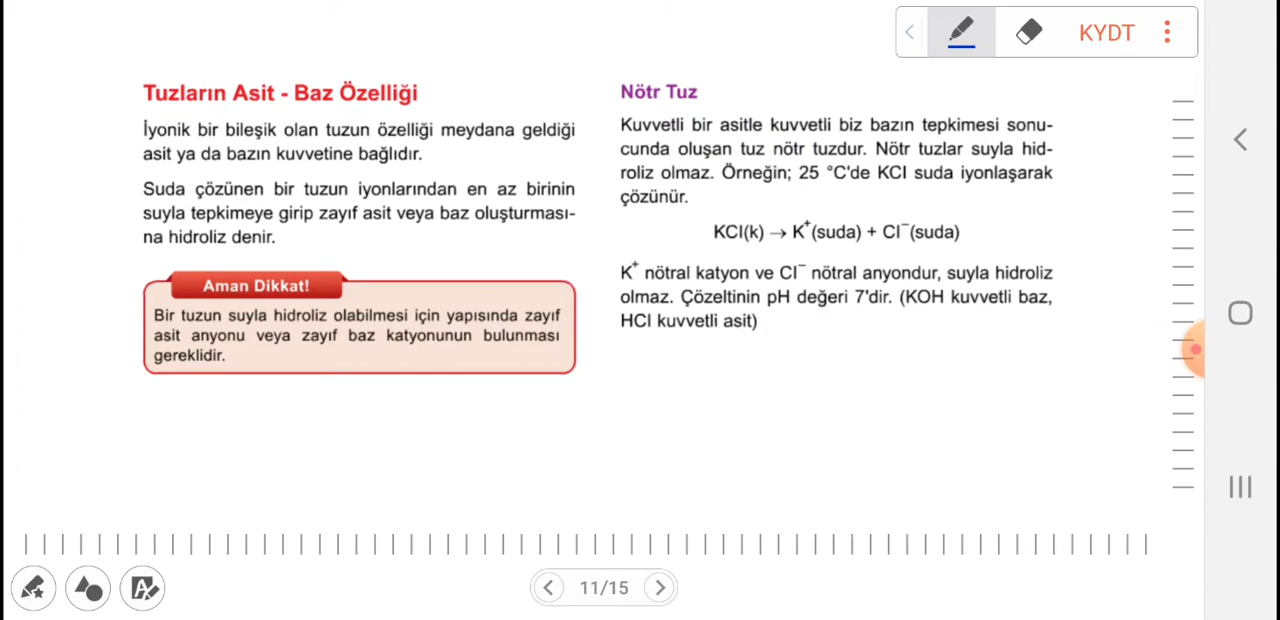 KYDT
Tuzların Asit - Baz Özelliği
İyonik bir bileşik olan tuzun özelliği meydana geldiği
asit ya da bazın kuvvetine bağlıdır.
Suda çözünen bir tuzun iyonlarından en az birinin
suyla tepkimeye girip zayıf asit veya baz oluşturması-
na hidroliz denir.
Aman Dikkat!
Bir tuzun suyla hidroliz olabilmesi için yapısında zayıf
asit anyonu veya zayıf baz katyonunun bulunması
gereklidir.
Nötr Tuz
Kuvvetli bir asitle kuvvetli biz bazın tepkimesi sonu-
cunda oluşan tuz nötr tuzdur. Nötr tuzlar suyla hid-
roliz olmaz. Örneğin; 25 °C'de KCl suda iyonlaşarak
çözünür.
KCl(k) → K⁺(suda) + Cl⁻(suda)
K⁺ nötral katyon ve Cl⁻ nötral anyondur, suyla hidroliz
olmaz. Çözeltinin pH değeri 7'dir. (KOH kuvvetli baz,
HCl kuvvetli asit)
11/15